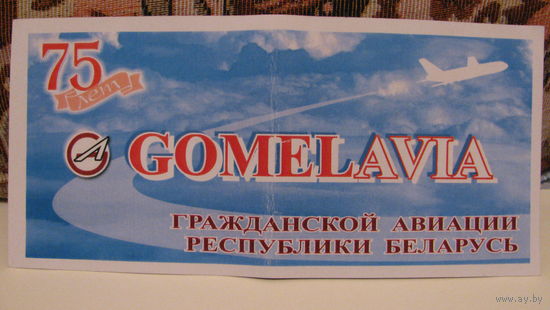 75
лет
GOMELAVIA
ГРАЖДАНСКОЙ АВИАЦИИ
РЕСПУБЛИКИ БЕЛАРУСЬ
www.ay.by